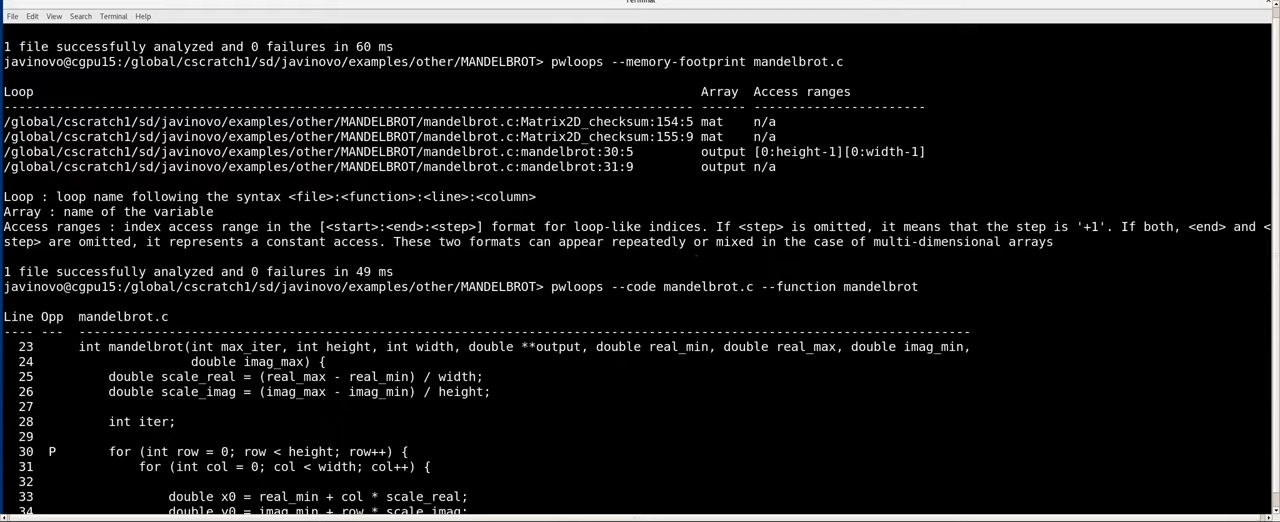 Terminal
File Edit View Search Terminal Help
1 file successfully analyzed and 0 failures in 60 ms
javinovo@cgpu15:/global/cscratch1/sd/javinovo/examples/other/MANDELBROT> pwloops --memory-footprint mandelbrot.c
Loop Array Access ranges
-------------------------------------------------------------------------------------------- ------ -----------------------
/global/cscratch1/sd/javinovo/examples/other/MANDELBROT/mandelbrot.c:Matrix2D_checksum:154:5 mat n/a
/global/cscratch1/sd/javinovo/examples/other/MANDELBROT/mandelbrot.c:Matrix2D_checksum:155:9 mat n/a
/global/cscratch1/sd/javinovo/examples/other/MANDELBROT/mandelbrot.c:mandelbrot:30:5 output [0:height-1][0:width-1]
/global/cscratch1/sd/javinovo/examples/other/MANDELBROT/mandelbrot.c:mandelbrot:31:9 output n/a
Loop : loop name following the syntax <file>:<function>:<line>:<column>
Array : name of the variable
Access ranges : index access range in the [<start>:<end>:<step>] format for loop-like indices. If <step> is omitted, it means that the step is '+1'. If both, <end> and <
step> are omitted, it represents a constant access. These two formats can appear repeatedly or mixed in the case of multi-dimensional arrays
1 file successfully analyzed and 0 failures in 49 ms
javinovo@cgpu15:/global/cscratch1/sd/javinovo/examples/other/MANDELBROT> pwloops --code mandelbrot.c --function mandelbrot
Line Opp mandelbrot.c
---- --- -----------------------------------------------------------------------------------------------------------------------
23 int mandelbrot(int max_iter, int height, int width, double **output, double real_min, double real_max, double imag_min,
24 double imag_max) {
25 double scale_real = (real_max - real_min) / width;
26 double scale_imag = (imag_max - imag_min) / height;
27
28 int iter;
29
30 P for (int row = 0; row < height; row++) {
31 for (int col = 0; col < width; col++) {
32
33 double x0 = real_min + col * scale_real;
34 double y0 = imag_min + row * scale_imag;